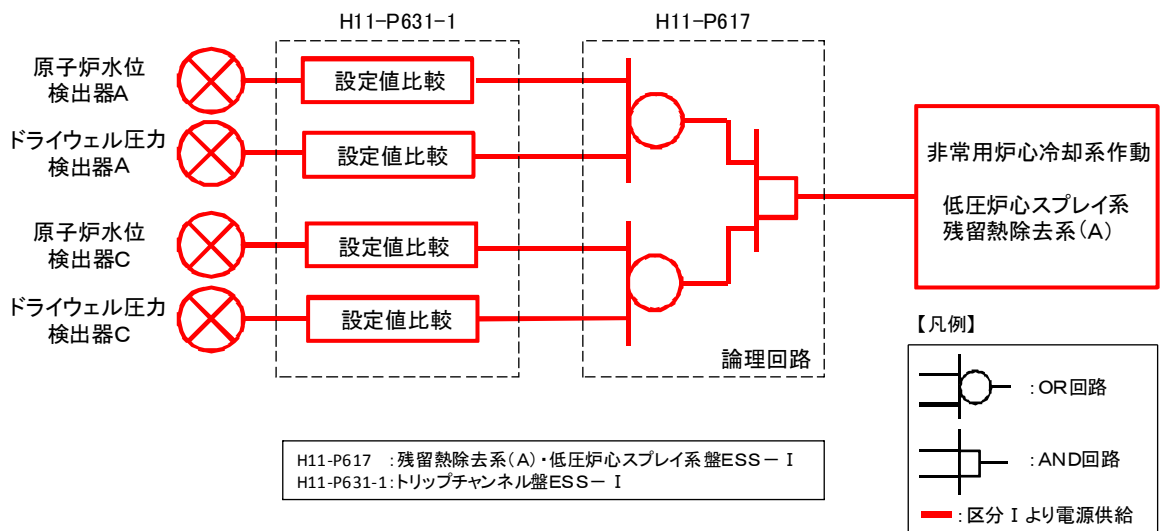 H11-P631-1
H11-P617
原子炉水位
検出器A
設定値比較
ドライウェル圧力
検出器A
設定値比較
原子炉水位
検出器C
設定値比較
ドライウェル圧力
検出器C
設定値比較
論理回路
非常用炉心冷却系作動
低圧炉心スプレイ系
残留熱除去系(A)
【凡例】
:OR回路
:AND回路
:区分Ⅰより電源供給
H11-P617 :残留熱除去系(A)・低圧炉心スプレイ系盤ESS-Ⅰ
H11-P631-1:トリップチャンネル盤ESS-Ⅰ